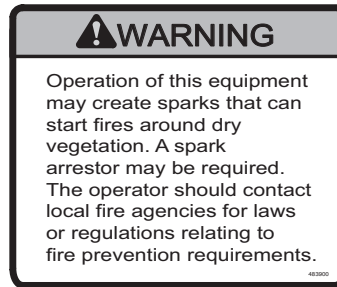 WARNING
Operation of this equipment
may create sparks that can
start fires around dry
vegetation. A spark
arrestor may be required.
The operator should contact
local fire agencies for laws
or regulations relating to
fire prevention requirements.
483900